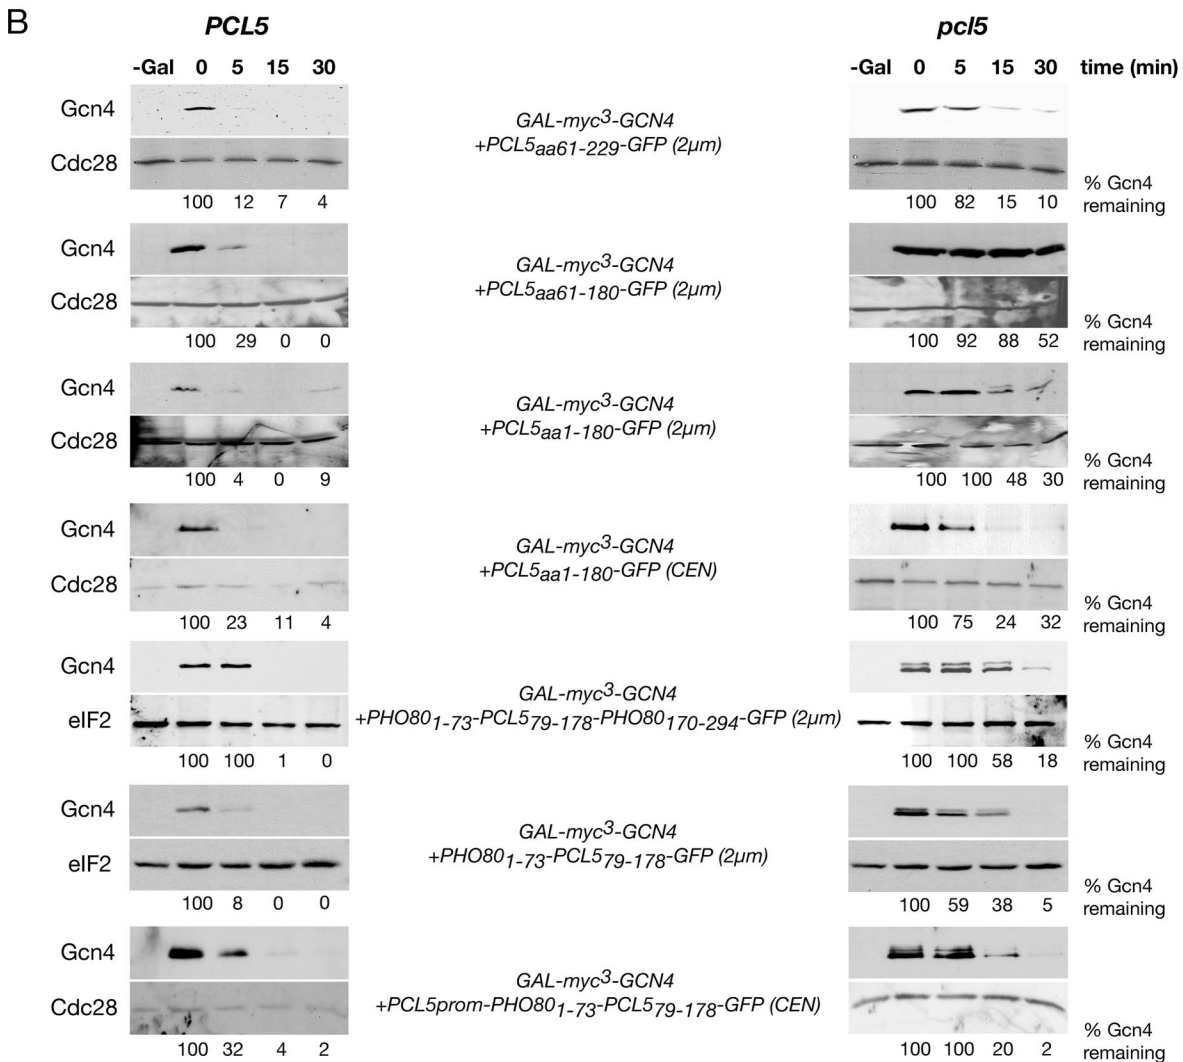 B
PCL5 pcl5
-Gal 0 5 15 30 -Gal 0 5 15 30 time (min)
Gcn4
GAL-myc3-GCN4
+PCL5aa61-229-GFP (2µm)
Cdc28
% Gcn4
remaining
100 12 7 4 100 82 15 10
Gcn4
GAL-myc3-GCN4
+PCL5aa61-180-GFP (2µm)
Cdc28
% Gcn4
remaining
100 29 0 0 100 92 88 52
Gcn4
GAL-myc3-GCN4
+PCL5aa1-180-GFP (2µm)
Cdc28
% Gcn4
remaining
100 4 0 9 100 100 48 30
Gcn4
GAL-myc3-GCN4
+PCL5aa1-180-GFP (CEN)
Cdc28
% Gcn4
remaining
100 23 11 4 100 75 24 32
Gcn4
GAL-myc3-GCN4
+PHO801-73-PCL579-178-PHO80170-294-GFP (2µm)
eIF2
% Gcn4
remaining
100 100 1 0 100 100 58 18
Gcn4
GAL-myc3-GCN4
+PHO801-73-PCL579-178-GFP (2µm)
eIF2
% Gcn4
remaining
100 8 0 0 100 59 38 5
Gcn4
GAL-myc3-GCN4
+PCL5prom-PHO801-73-PCL579-178-GFP (CEN)
Cdc28
% Gcn4
remaining
100 32 4 2 100 100 20 2